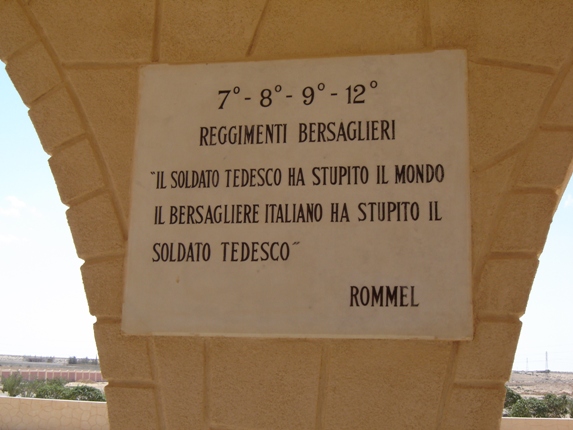 7° - 8° - 9° - 12°
REGGIMENTI BERSAGLIERI
"IL SOLDATO TEDESCO HA STUPITO IL MONDO
IL BERSAGLIERE ITALIANO HA STUPITO IL
SOLDATO TEDESCO"
ROMMEL